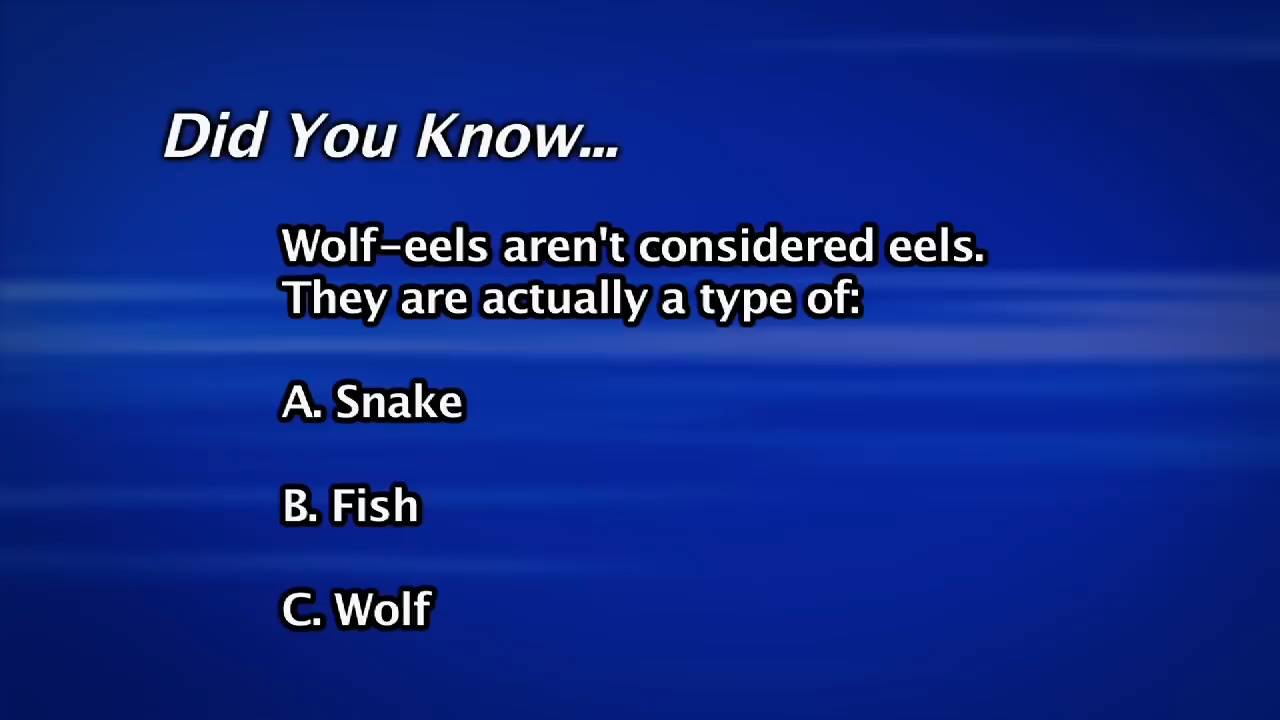 Did You Know...
Wolf-eels aren't considered eels.
They are actually a type of:
A. Snake
B. Fish
C. Wolf